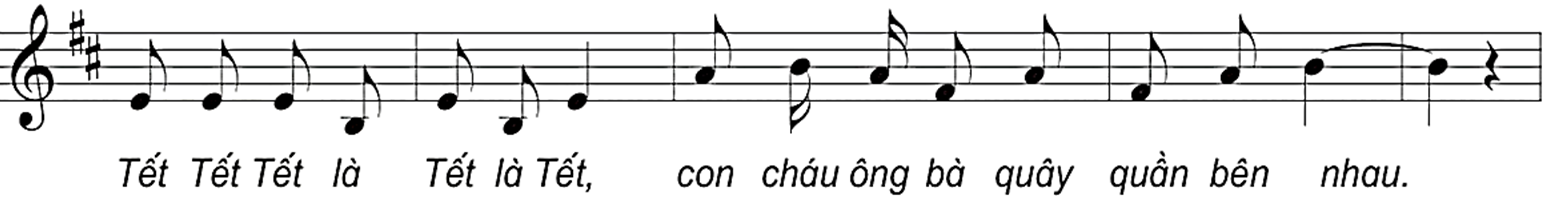 Tết Tết Tết là Tết là Tết, con cháu ông bà quây quần bên nhau.